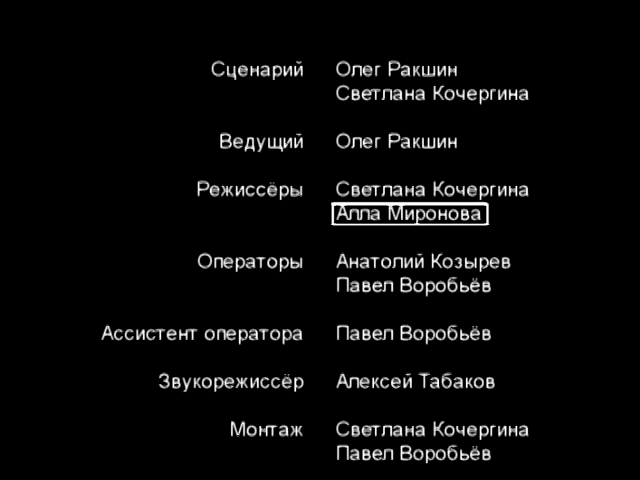 Сценарий Олег Ракшин
Светлана Кочергина
Ведущий Олег Ракшин
Режиссёры Светлана Кочергина
Алла Миронова
Операторы Анатолий Козырев
Павел Воробьёв
Ассистент оператора Павел Воробьёв
Звукорежиссёр Алексей Табаков
Монтаж Светлана Кочергина
Павел Воробьёв